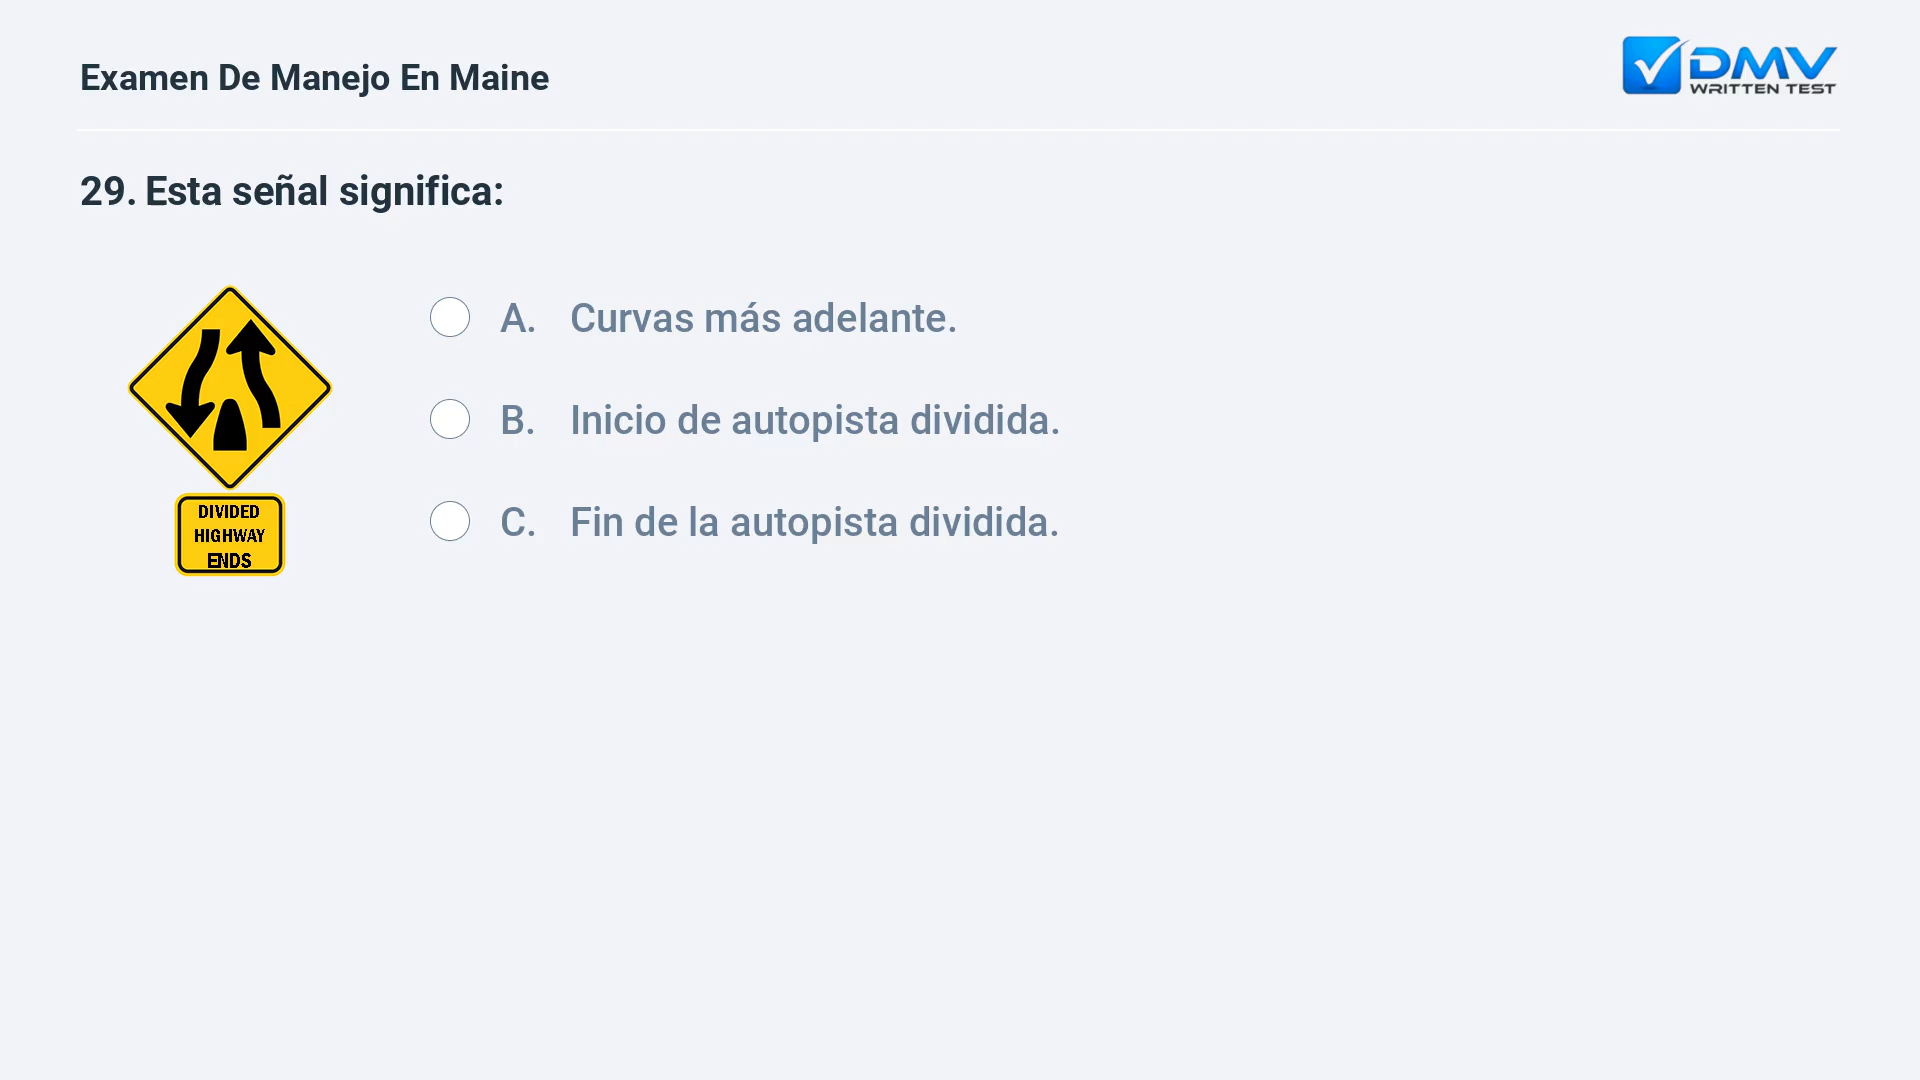 Examen De Manejo En Maine
DMV
WRITTEN TEST
29. Esta señal significa:
A. Curvas más adelante.
B. Inicio de autopista dividida.
C. Fin de la autopista dividida.
DIVIDED
HIGHWAY
ENDS